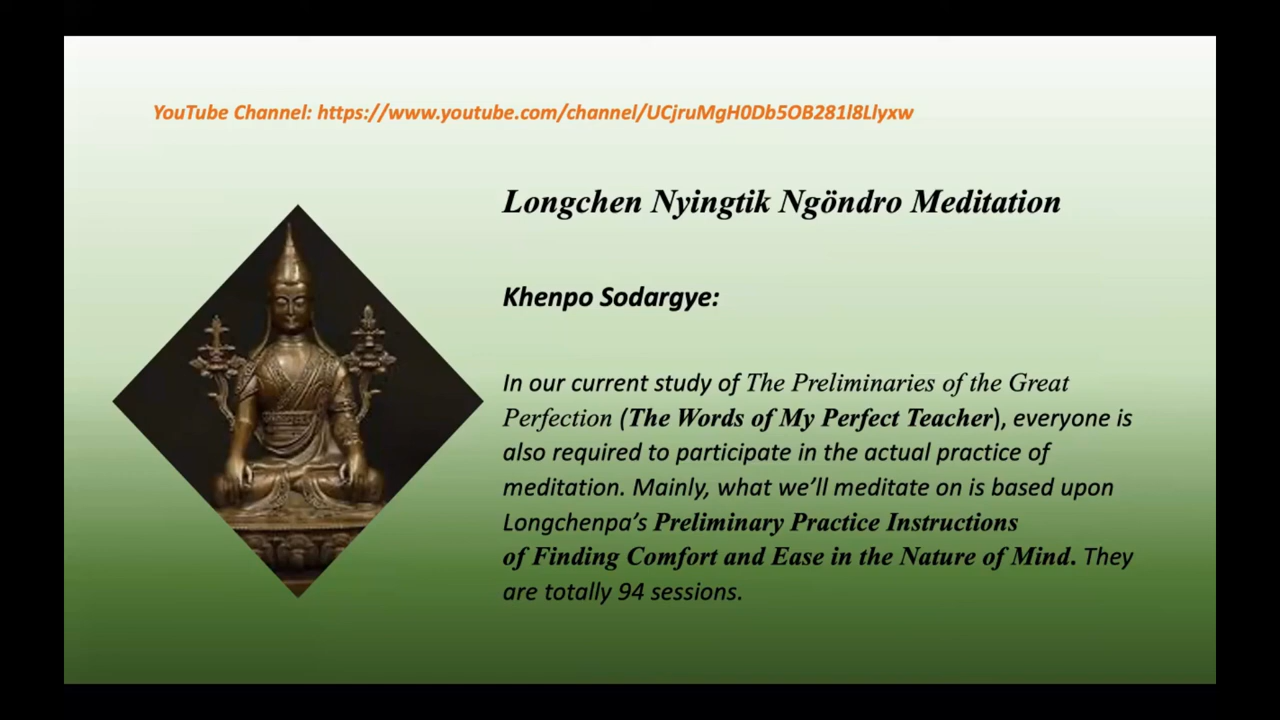 YouTube Channel: https://www.youtube.com/channel/UCjruMgH0Db5OB281l8Llyxw
Longchen Nyingtik Ngöndro Meditation
Khenpo Sodargye:
In our current study of The Preliminaries of the Great
Perfection (The Words of My Perfect Teacher), everyone is
also required to participate in the actual practice of
meditation. Mainly, what we’ll meditate on is based upon
Longchenpa’s Preliminary Practice Instructions
of Finding Comfort and Ease in the Nature of Mind. They
are totally 94 sessions.